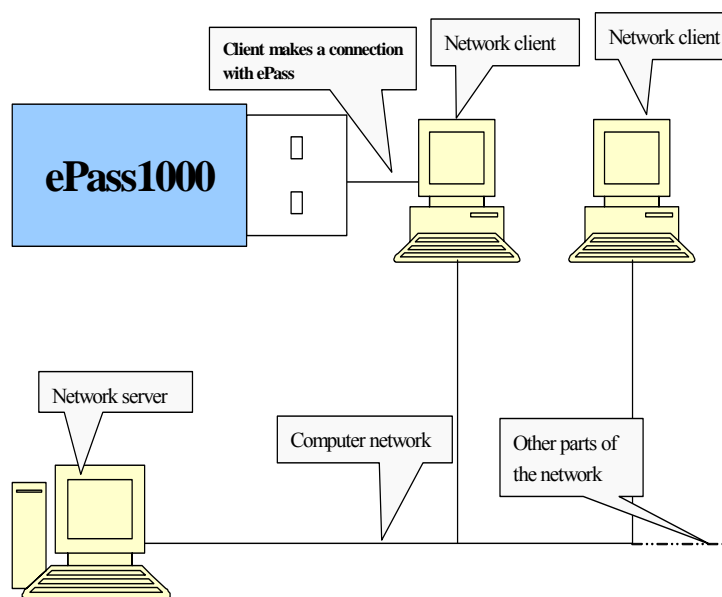 Client makes a connection
with ePass
Network client
Network client
ePass1000
Network server
Computer network
Other parts of
the network